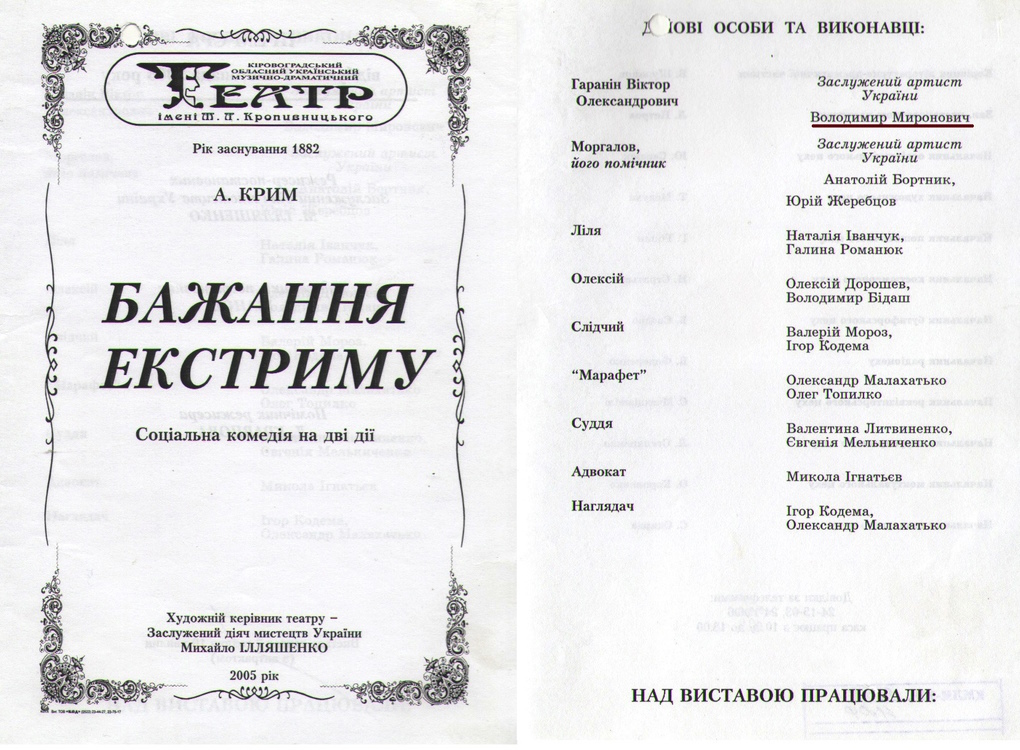 КІРОВОГРАДСЬКИЙ
ОБЛАСНИЙ УКРАЇНСЬКИЙ
МУЗИЧНО-ДРАМАТИЧНИЙ
ТЕАТР
імені М. Л. Кропивницького
Рік заснування 1882
А. КРИМ
БАЖАННЯ
ЕКСТРИМУ
Соціальна комедія на дві дії
Художній керівник театру –
Заслужений діяч мистецтв України
Михайло ІЛЛЯШЕНКО
2005 рік
ОСОБИ ТА ВИКОНАВЦІ:
Гаранін Віктор
Олександрович
Заслужений артист
України
Володимир Миронович
Моргалов,
його помічник
Заслужений артист
України
Анатолій Бортник,
Юрій Жеребцов
Ліля
Наталія Іванчук,
Галина Романюк
Олексій
Олексій Дорошев,
Володимир Бідаш
Слідчий
Валерій Мороз,
Ігор Кодема
“Марафет”
Олександр Малахатько
Олег Топилко
Суддя
Валентина Литвиненко,
Євгенія Мельниченко
Адвокат
Микола Ігнатьєв
Наглядач
Ігор Кодема,
Олександр Малахатько
НАД ВИСТАВОЮ ПРАЦЮВАЛИ: